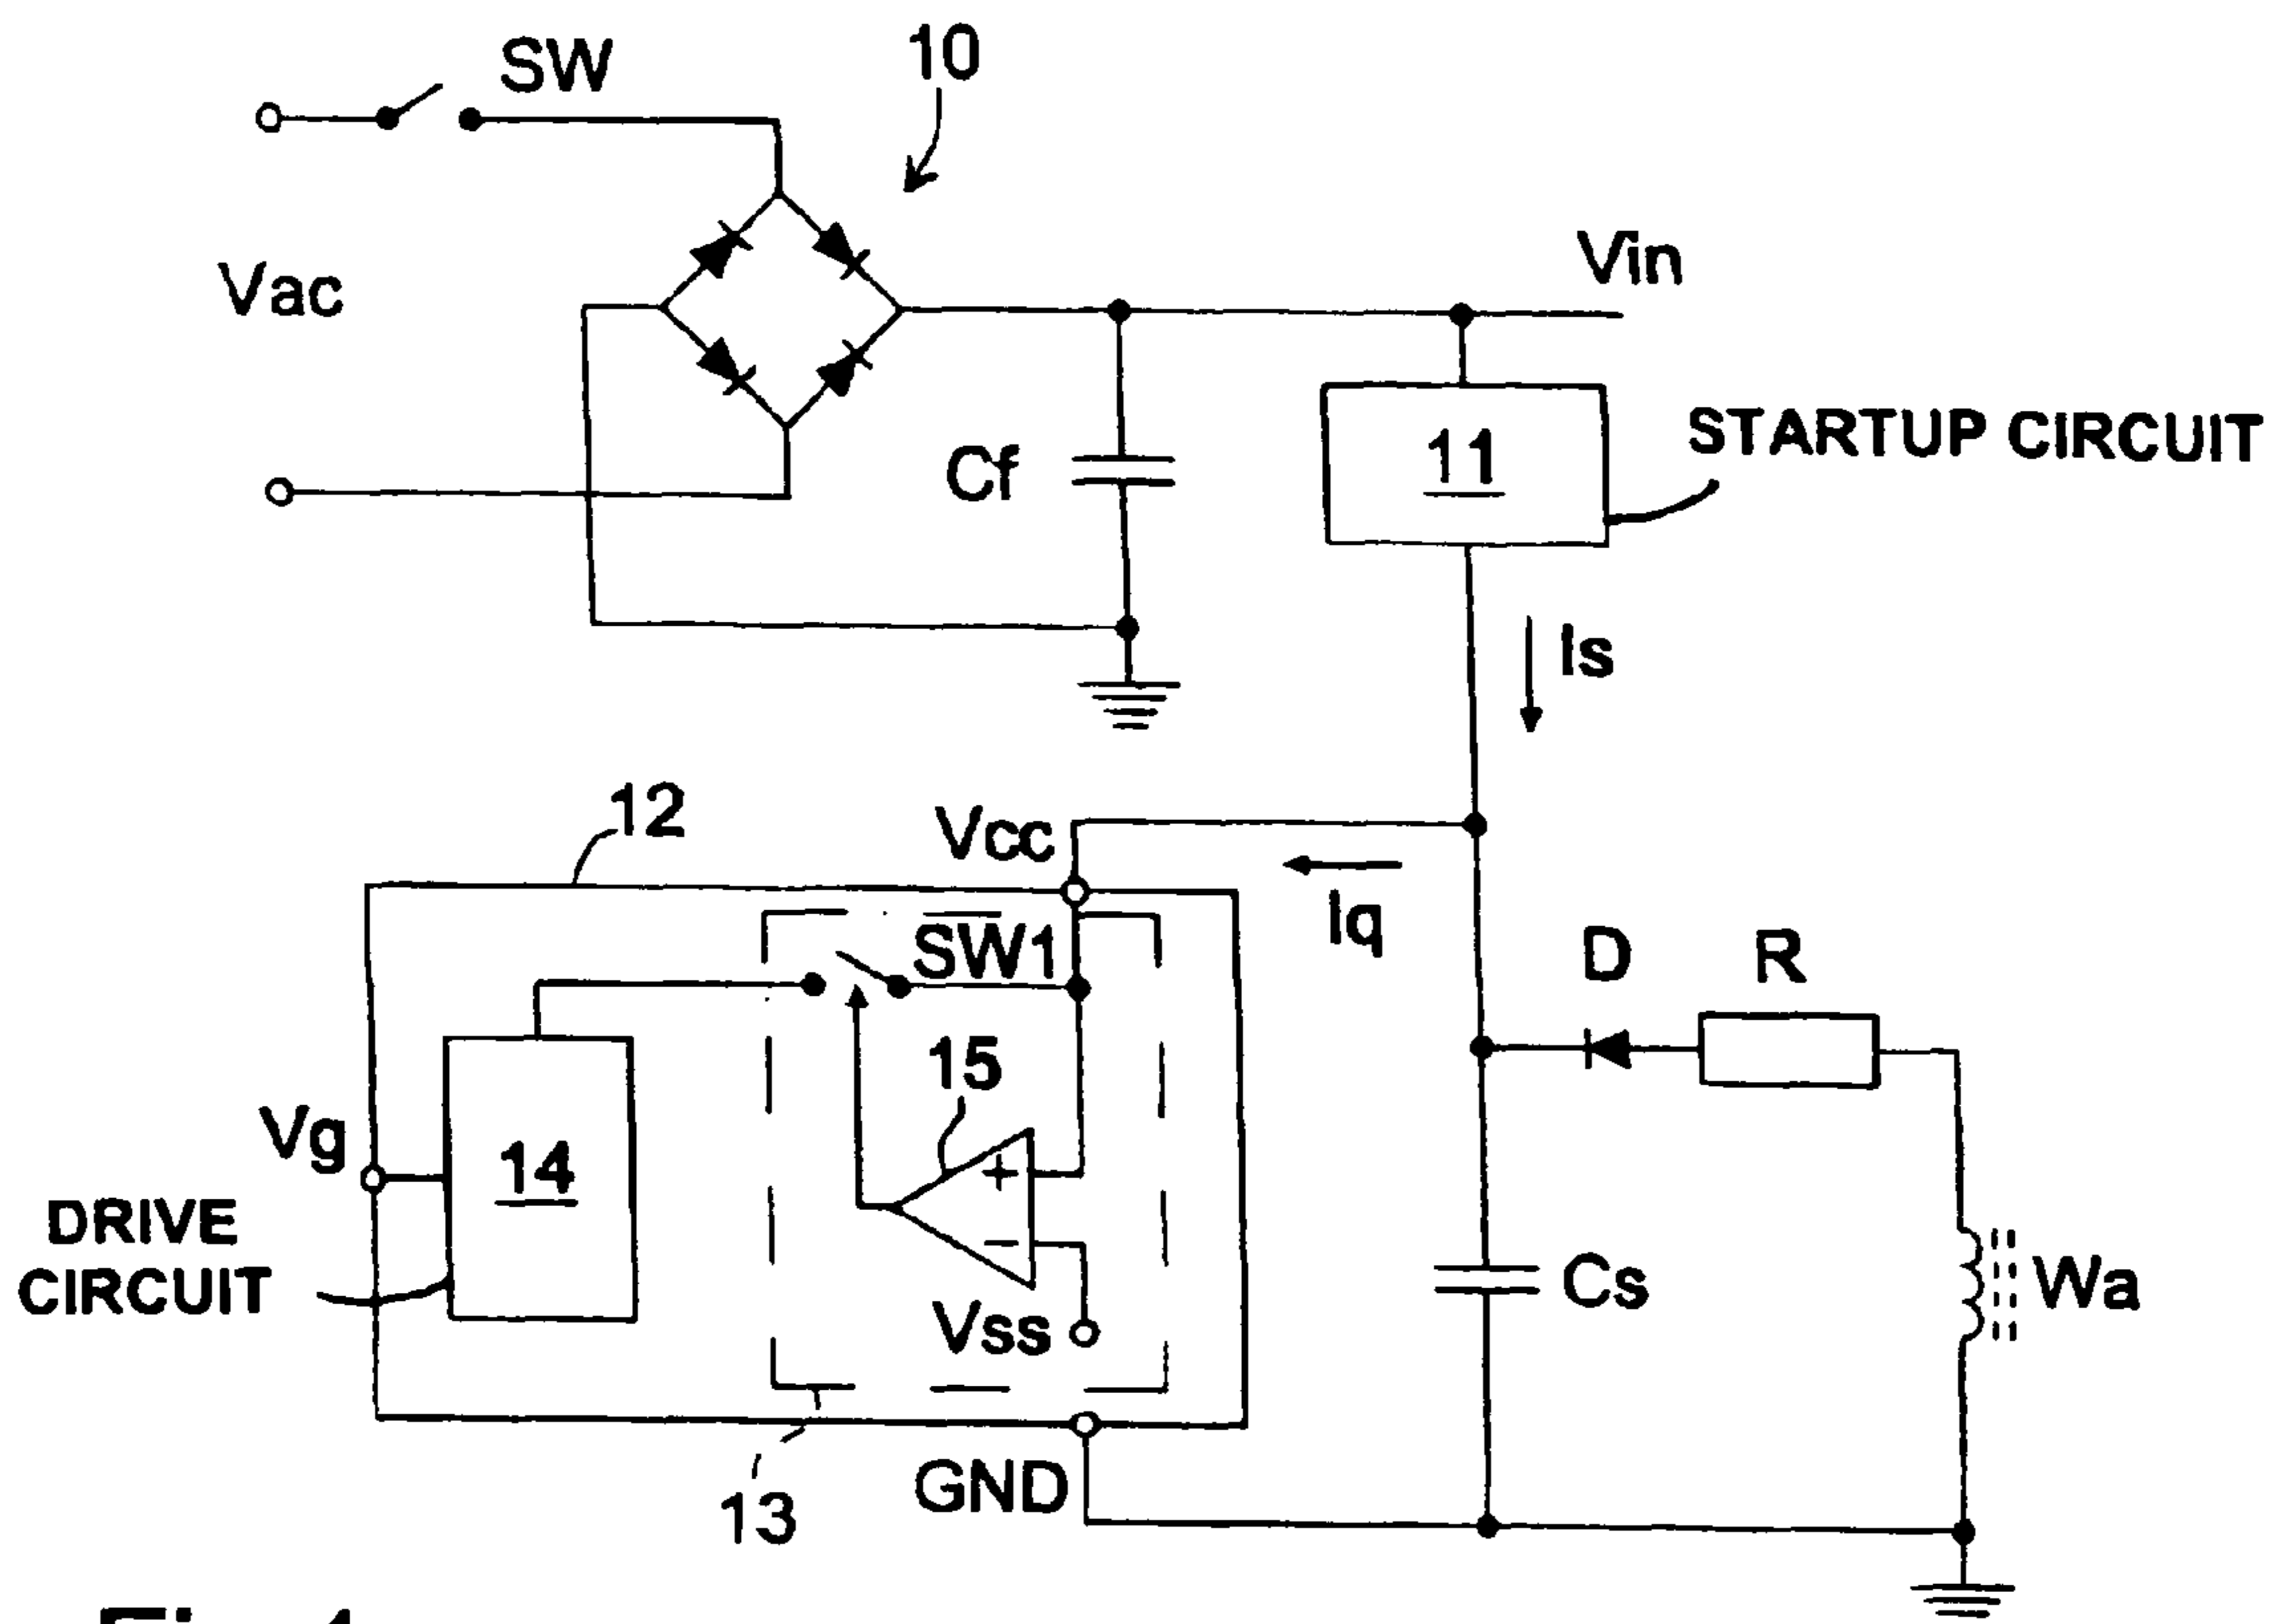 SW
10
Vac
Vin
11
STARTUP CIRCUIT
Cf
Is
12
Vcc
Iq
SW1
D
R
15
Vg
14
+
DRIVE
CIRCUIT
−
Cs
Wa
Vss
GND
13